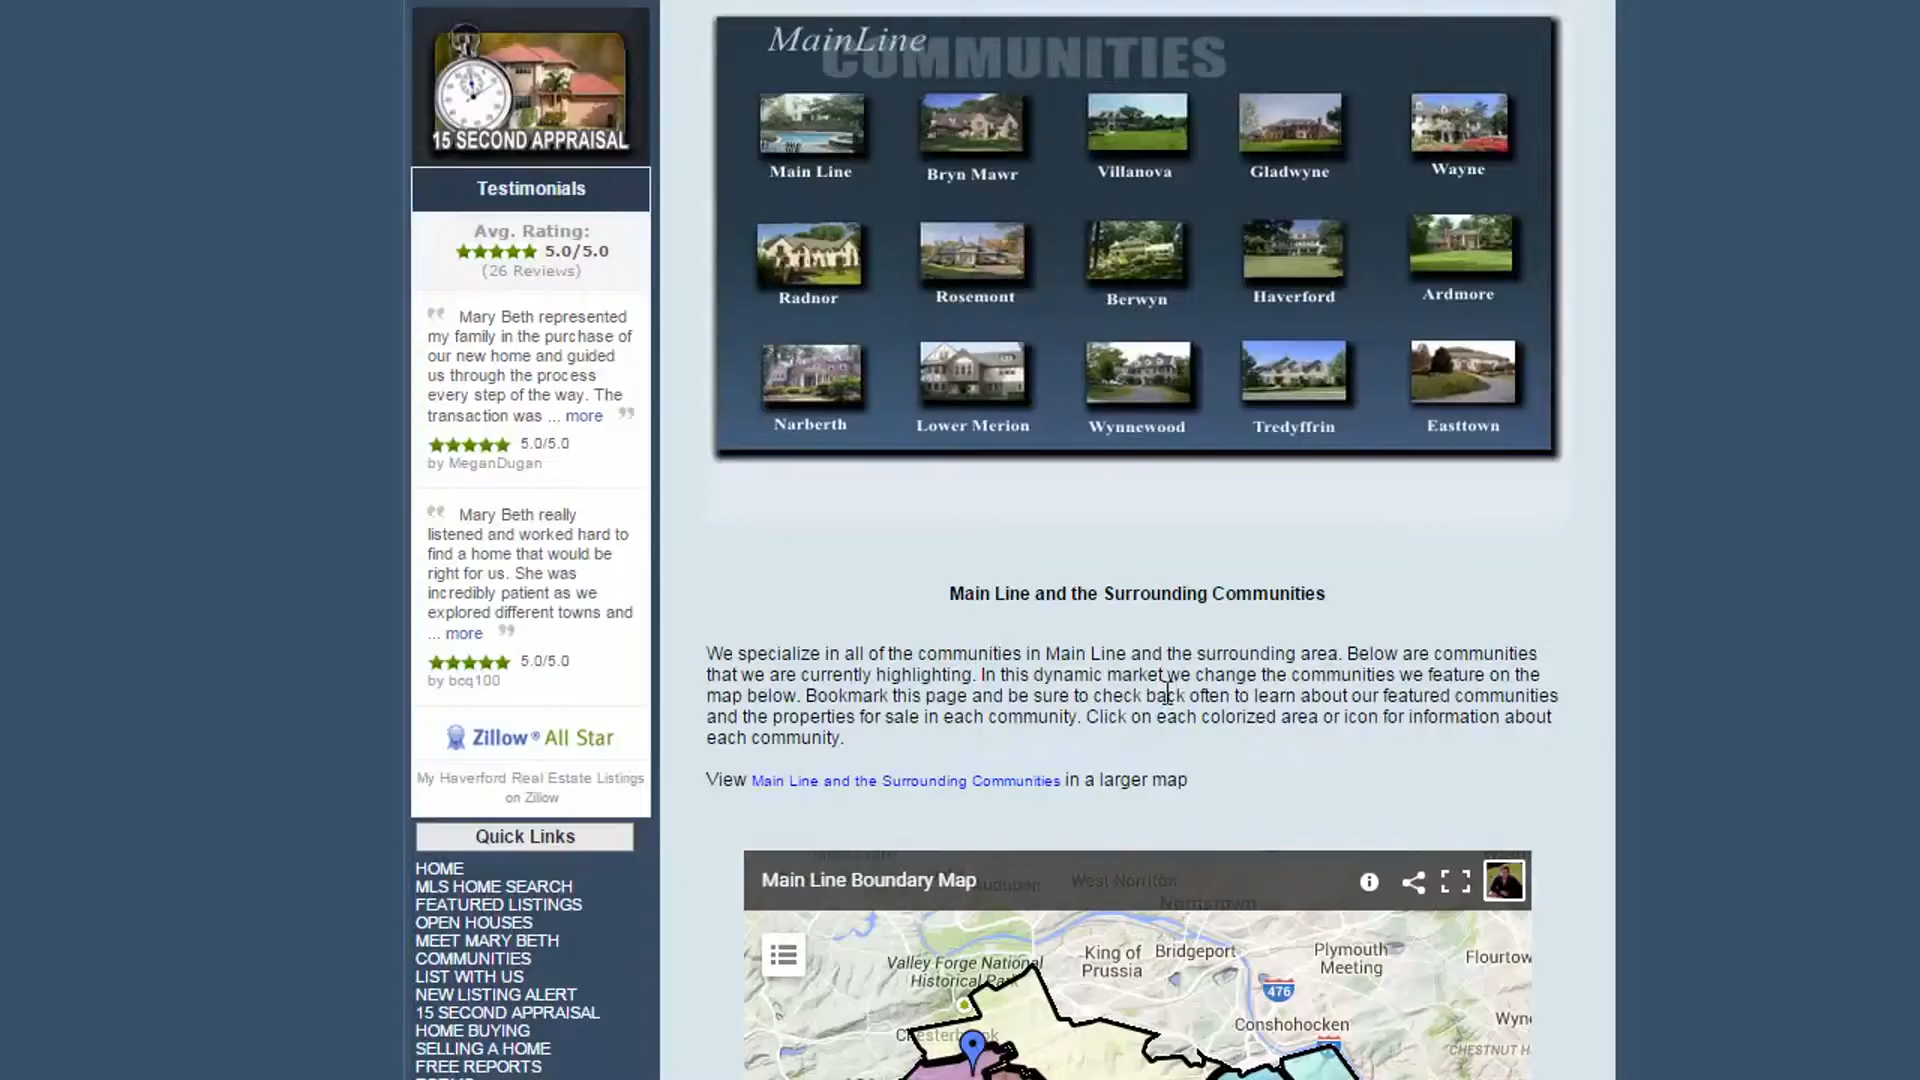 15 SECOND APPRAISAL
Testimonials
Avg. Rating:
5.0/5.0
(26 Reviews)
Mary Beth represented
my family in the purchase of
our new home and guided
us through the process
every step of the way. The
transaction was ... more
5.0/5.0
by MeganDugan
Mary Beth really
listened and worked hard to
find a home that would be
right for us. She was
incredibly patient as we
explored different towns and
... more
5.0/5.0
by bcq100
Zillow® All Star
My Haverford Real Estate Listings
on Zillow
Quick Links
HOME
MLS HOME SEARCH
FEATURED LISTINGS
OPEN HOUSES
MEET MARY BETH
COMMUNITIES
LIST WITH US
NEW LISTING ALERT
15 SECOND APPRAISAL
HOME BUYING
SELLING A HOME
FREE REPORTS
MainLine
COMMUNITIES
Main Line
Bryn Mawr
Villanova
Gladwyne
Wayne
Radnor
Rosemont
Berwyn
Haverford
Ardmore
Narberth
Lower Merion
Wynnewood
Tredyffrin
Easttown
Main Line and the Surrounding Communities
We specialize in all of the communities in Main Line and the surrounding area. Below are communities
that we are currently highlighting. In this dynamic market we change the communities we feature on the
map below. Bookmark this page and be sure to check back often to learn about our featured communities
and the properties for sale in each community. Click on each colorized area or icon for information about
each community.
View Main Line and the Surrounding Communities in a larger map
Main Line Boundary Map
Audubon
West Norriton
Norristown
King of
Prussia
Bridgeport
Plymouth
Meeting
Flourtow
Valley Forge National
Historical Park
476
Chesterbrook
Conshohocken
Wyn
CHESTNUT H